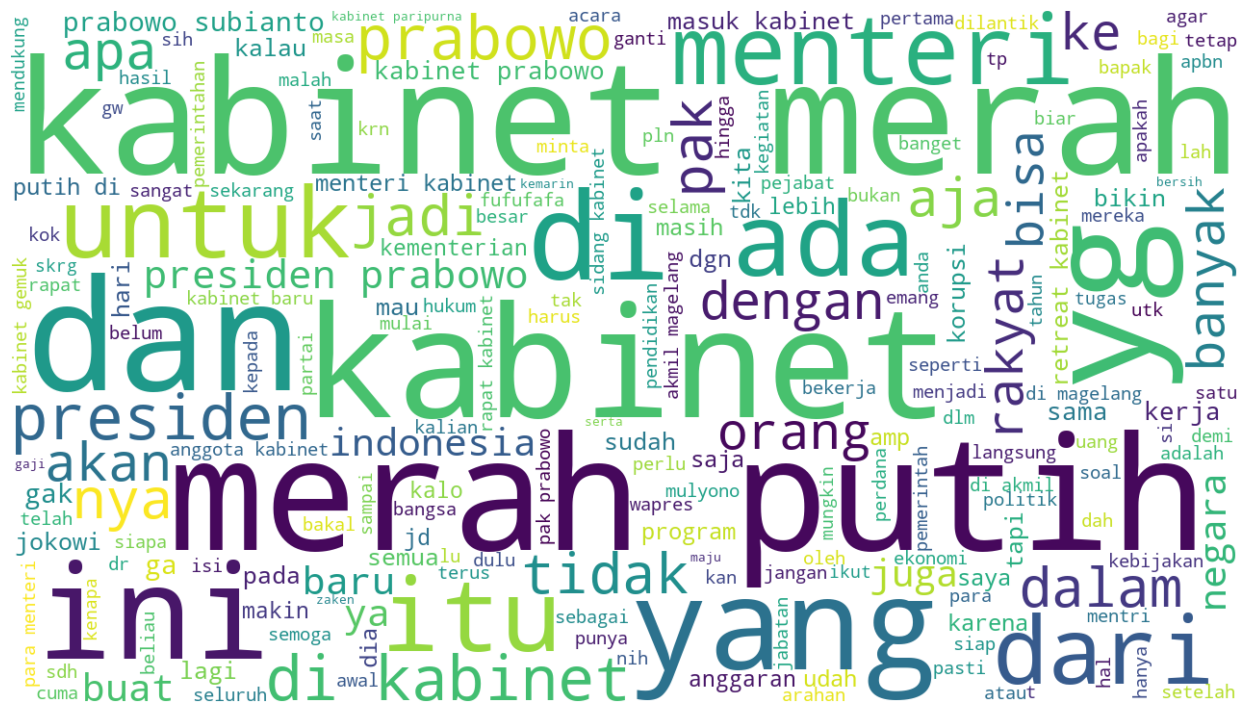 mendukung
prabowo subianto
kabinet paripurna
acara
masuk kabinet
pertama
dilantik
agar
apa
sih
kalau
masa
prabowo
ganti
menteri
ke
bagi
tetap
hasil
malah
kabinet prabowo
tp
bapak
apbn
kabinet merah
gw
pemerintahan
saat
krn
pln
minta
pak
hingga
kegiatan
banget
biar
apakah
lah
putih di
sangat
sekarang
menteri kabinet
kemarin
fufufafa
sidang kabinet
kita
pejabat
bukan
aja
bisa
bikin
bersih
mereka
banyak
untuk
jadi
besar
di
selama
masih
tdk
lebih
ada
yg
kok
kementerian
skrg
rapat
hari
presiden prabowo
dgn
anda
korupsi
rakyat
tahun
retreat kabinet
tugas
utk
kabinet gemuk
dan
belum
kabinet baru
kepada
mau
hukum
mulai
tak
harus
dengan
emang
partai
kabinet
rapat kabinet
pendidikan
akmil magelang
seperti
bekerja
menjadi
di magelang
satu
presiden
kalian
serta
dlm
sama
kerja
gaji
anggota kabinet
indonesia
sudah
orang
amp
langsung
si
uang
demi
adalah
akan
merah putih
pak prabowo
perlu
saja
gak
nya
sampai
kalo
mulyono
wapres
mungkin
perdana
pemerintah
di akmil
politik
soal
negara
telah
bakal
bangsa
program
jokowi
siapa
jd
dah
tapi
semua
lu
dulu
maju
oleh
ekonomi
kebijakan
para menteri
kenapa
ini
dr
ga
isi
pada
baru
terus
tidak
kan
jangan
ikut
juga
saya
dalam
makin
ya
itu
zaken
yang
sebagai
para
mentri
beliau
semoga
dia
punya
jabatan
karena
dari
sdh
lagi
nih
siap
pasti
hal
hanya
cuma
buat
seluruh
awal
di kabinet
anggaran
udah
arahan
atau
t
setelah